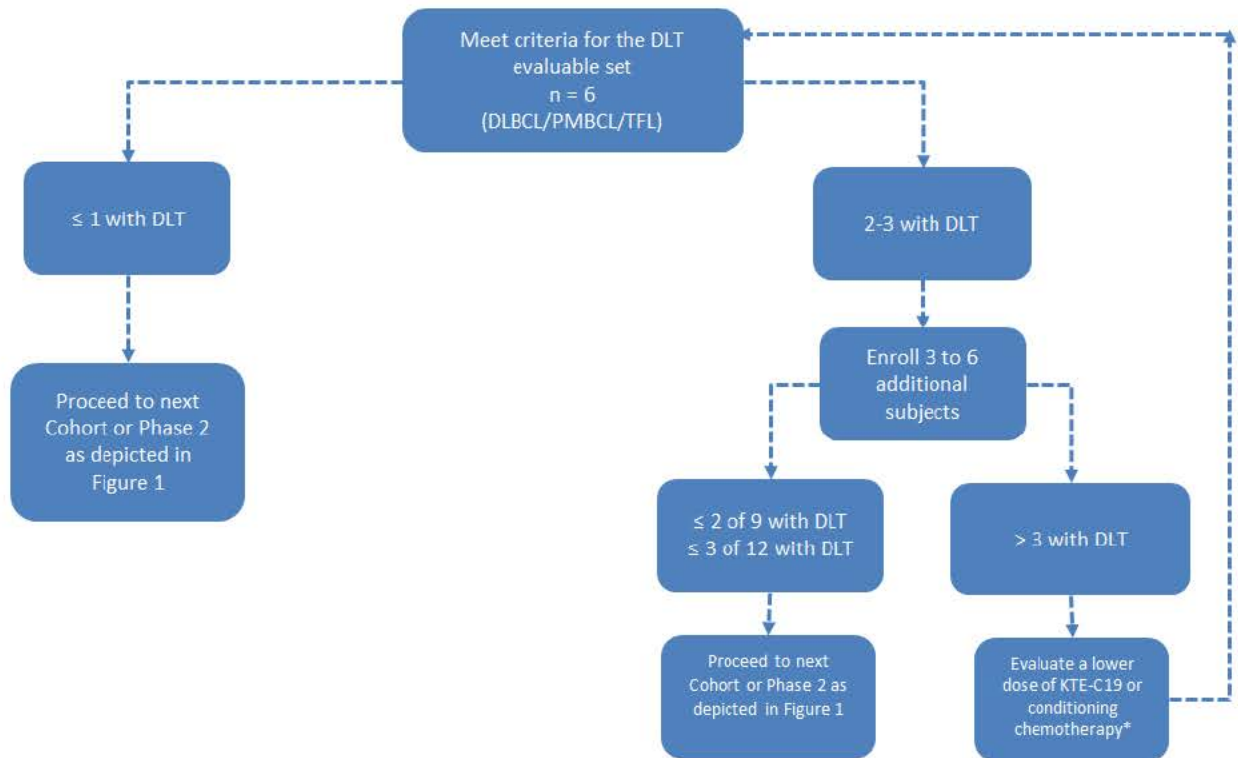 Meet criteria for the DLT
evaluable set
n = 6
(DLBCL/PMBCL/TFL)
≤ 1 with DLT
2-3 with DLT
Proceed to next
Cohort or Phase 2
as depicted in
Figure 1
Enroll 3 to 6
additional
subjects
≤ 2 of 9 with DLT
≤ 3 of 12 with DLT
> 3 with DLT
Proceed to next
Cohort or Phase 2 as
depicted in Figure 1
Evaluate a lower
dose of KTE-C19 or
conditioning
chemotherapy*